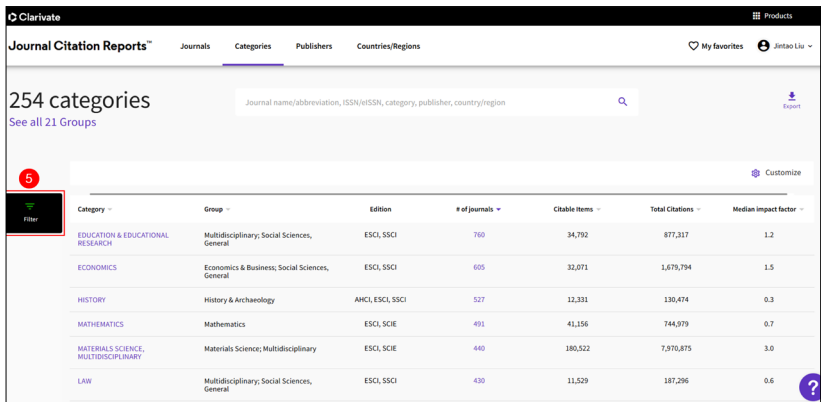 Clarivate
Products
Journal Citation Reports™
Journals
Categories
Publishers
Countries/Regions
My favorites
Jintao Liu
254 categories
See all 21 Groups
Journal name/abbreviation, ISSN/eISSN, category, publisher, country/region
Export
5
Customize
Filter
Category Group Edition # of journals Citable Items Total Citations Median impact factor
EDUCATION & EDUCATIONAL
RESEARCH
Multidisciplinary; Social Sciences,
General
ESCI, SSCI 760 34,792 877,317 1.2
ECONOMICS
Economics & Business; Social Sciences,
General
ESCI, SSCI 605 32,071 1,679,794 1.5
HISTORY History & Archaeology AHCI, ESCI, SSCI 527 12,331 130,474 0.3
MATHEMATICS Mathematics ESCI, SCIE 491 41,156 744,979 0.7
MATERIALS SCIENCE,
MULTIDISCIPLINARY
Materials Science; Multidisciplinary ESCI, SCIE 440 180,522 7,970,875 3.0
LAW
Multidisciplinary; Social Sciences,
General
ESCI, SSCI 430 11,529 187,296 0.6
?